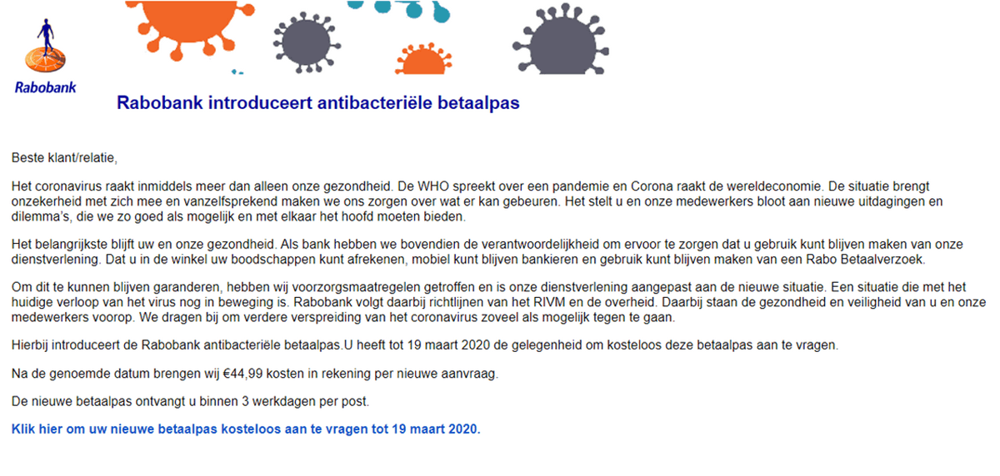 Rabobank
Rabobank introduceert antibacteriële betaalpas
Beste klant/relatie,
Het coronavirus raakt inmiddels meer dan alleen onze gezondheid. De WHO spreekt over een pandemie en Corona raakt de wereldeconomie. De situatie brengt
onzekerheid met zich mee en vanzelfsprekend maken we ons zorgen over wat er kan gebeuren. Het stelt u en onze medewerkers bloot aan nieuwe uitdagingen en
dilemma's, die we zo goed als mogelijk en met elkaar het hoofd moeten bieden.
Het belangrijkste blijft uw en onze gezondheid. Als bank hebben we bovendien de verantwoordelijkheid om ervoor te zorgen dat u gebruik kunt blijven maken van onze
dienstverlening. Dat u in de winkel uw boodschappen kunt afrekenen, mobiel kunt blijven bankieren en gebruik kunt blijven maken van een Rabo Betaalverzoek.
Om dit te kunnen blijven garanderen, hebben wij voorzorgsmaatregelen getroffen en is onze dienstverlening aangepast aan de nieuwe situatie. Een situatie die met het
huidige verloop van het virus nog in beweging is. Rabobank volgt daarbij richtlijnen van het RIVM en de overheid. Daarbij staan de gezondheid en veiligheid van u en onze
medewerkers voorop. We dragen bij om verdere verspreiding van het coronavirus zoveel als mogelijk tegen te gaan.
Hierbij introduceert de Rabobank antibacteriële betaalpas.U heeft tot 19 maart 2020 de gelegenheid om kosteloos deze betaalpas aan te vragen.
Na de genoemde datum brengen wij €44,99 kosten in rekening per nieuwe aanvraag.
De nieuwe betaalpas ontvangt u binnen 3 werkdagen per post.
Klik hier om uw nieuwe betaalpas kosteloos aan te vragen tot 19 maart 2020.